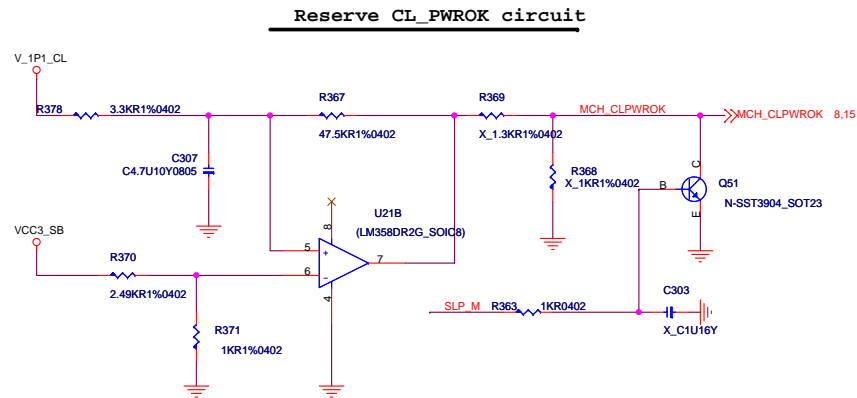 Reserve CL_PWROK circuit
V_1P1_CL
R378
3.3KR1%0402
R367
47.5KR1%0402
R369
X_1.3KR1%0402
MCH_CLPWROK
MCH_CLPWROK 8,15
C307
C4.7U10Y0805
R368
X_1KR1%0402
C
B
E
Q51
N-SST3904_SOT23
U21B
(LM358DR2G_SOIC8)
8
5
+
6
-
7
4
VCC3_SB
R370
2.49KR1%0402
R371
1KR1%0402
SLP_M
R363
1KR0402
C303
X_C1U16Y